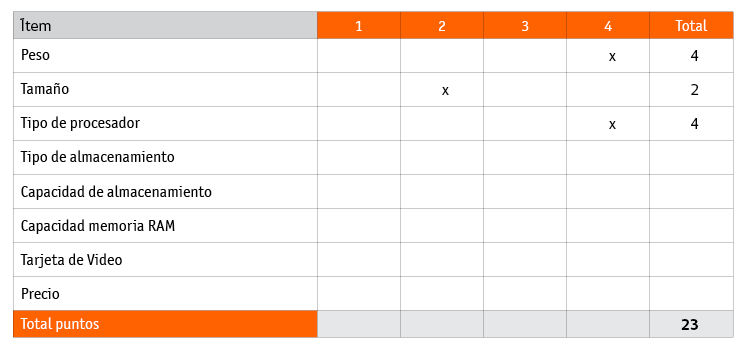 Ítem 1 2 3 4 Total
Peso x 4
Tamaño x 2
Tipo de procesador x 4
Tipo de almacenamiento
Capacidad de almacenamiento
Capacidad memoria RAM
Tarjeta de Video
Precio
Total puntos 23